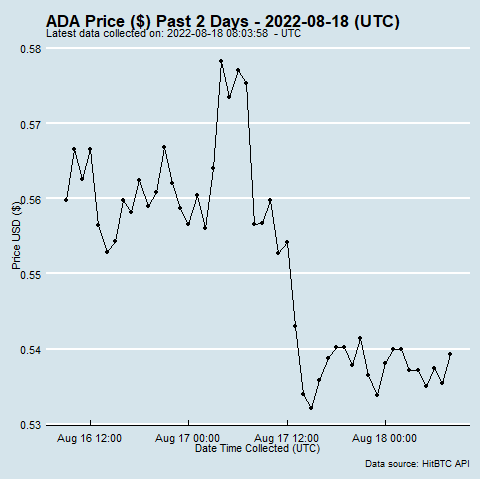 ADA Price ($) Past 2 Days - 2022-08-18 (UTC)
Latest data collected on: 2022-08-18 08:03:58 - UTC
0.58
0.57
0.56
0.55
0.54
0.53
Price USD ($)
Aug 16 12:00
Aug 17 00:00
Aug 17 12:00
Aug 18 00:00
Date Time Collected (UTC)
Data source: HitBTC API